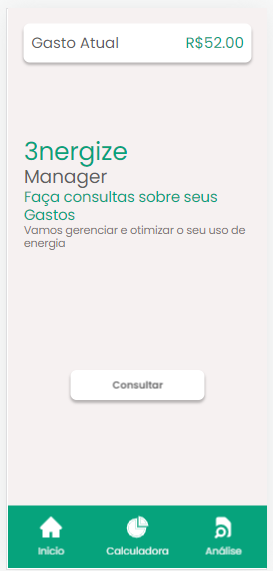 Gasto Atual R$52.00
3nergize
Manager
Faça consultas sobre seus
Gastos
Vamos gerenciar e otimizar o seu uso de
energia
Consultar
Inicio Calculadora Análise